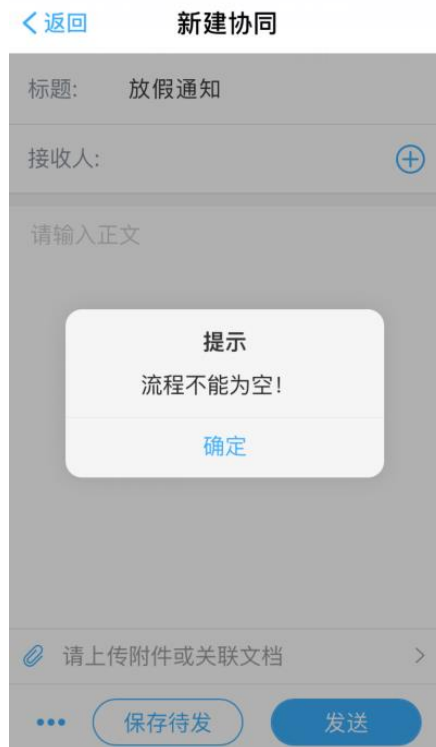 返回 新建协同
标题: 放假通知
接收人:
请输入正文
提示
流程不能为空!
确定
请上传附件或关联文档
保存待发 发送